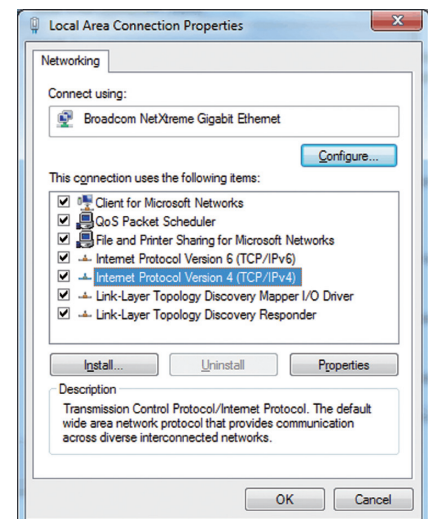 Local Area Connection Properties
Networking
Connect using:
Broadcom NetXtreme Gigabit Ethernet
Configure...
This connection uses the following items:
Client for Microsoft Networks
QoS Packet Scheduler
File and Printer Sharing for Microsoft Networks
Internet Protocol Version 6 (TCP/IPv6)
Internet Protocol Version 4 (TCP/IPv4)
Link-Layer Topology Discovery Mapper I/O Driver
Link-Layer Topology Discovery Responder
Install... Uninstall Properties
Description
Transmission Control Protocol/Internet Protocol. The default
wide area network protocol that provides communication
across diverse interconnected networks.
OK Cancel